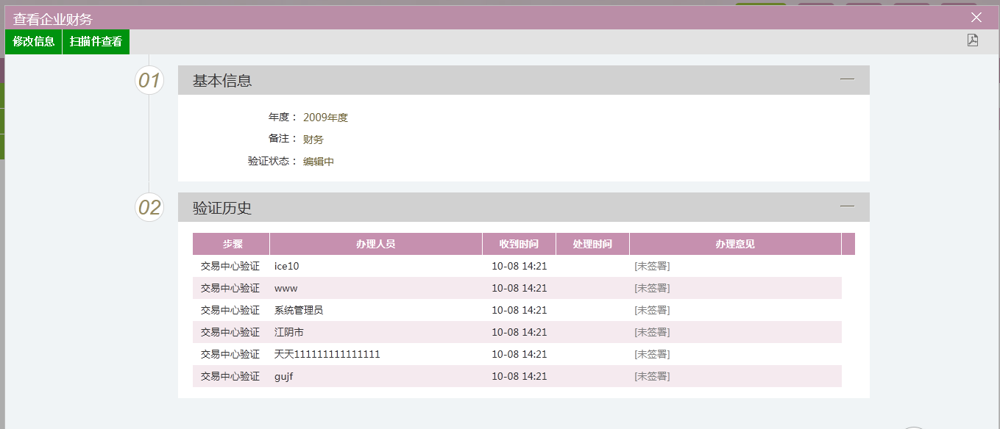 查看企业财务
修改信息 扫描件查看
01 基本信息
年度： 2009年度
备注： 财务
验证状态： 编辑中
02 验证历史
步骤 办理人员 收到时间 处理时间 办理意见
交易中心验证 ice10 10-08 14:21 [未签署]
交易中心验证 www 10-08 14:21 [未签署]
交易中心验证 系统管理员 10-08 14:21 [未签署]
交易中心验证 江阴市 10-08 14:21 [未签署]
交易中心验证 天天111111111111111 10-08 14:21 [未签署]
交易中心验证 gujf 10-08 14:21 [未签署]